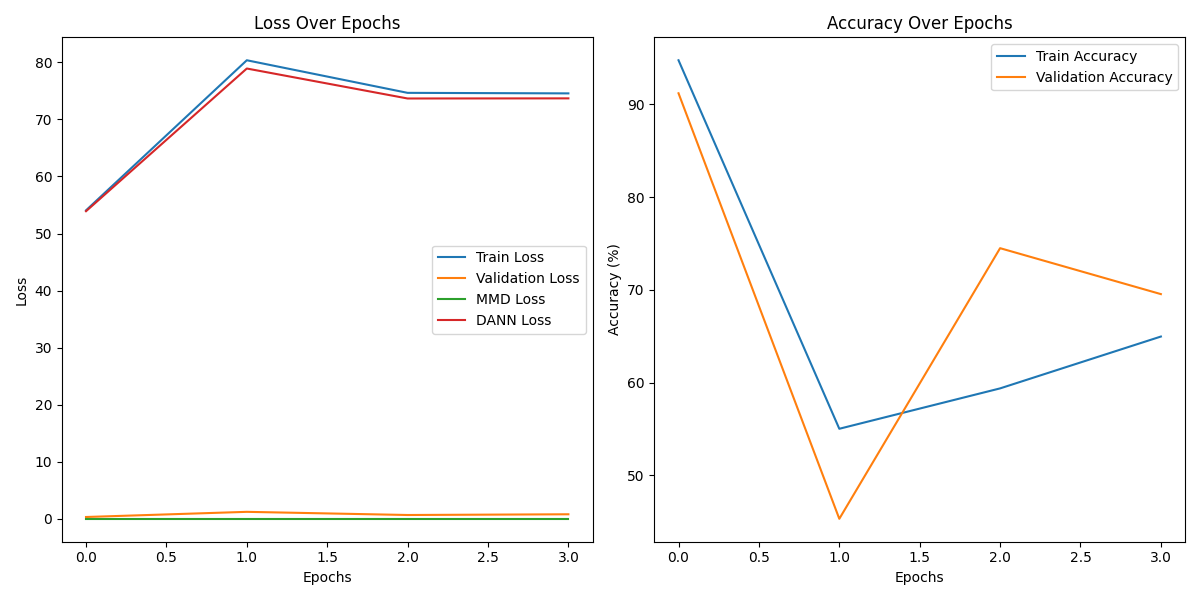 Loss Over Epochs
80
70
60
50
40
30
20
10
0
Loss
Train Loss
Validation Loss
MMD Loss
DANN Loss
0.0 0.5 1.0 1.5 2.0 2.5 3.0
Epochs
Accuracy Over Epochs
90
80
70
60
50
Accuracy (%)
Train Accuracy
Validation Accuracy
0.0 0.5 1.0 1.5 2.0 2.5 3.0
Epochs